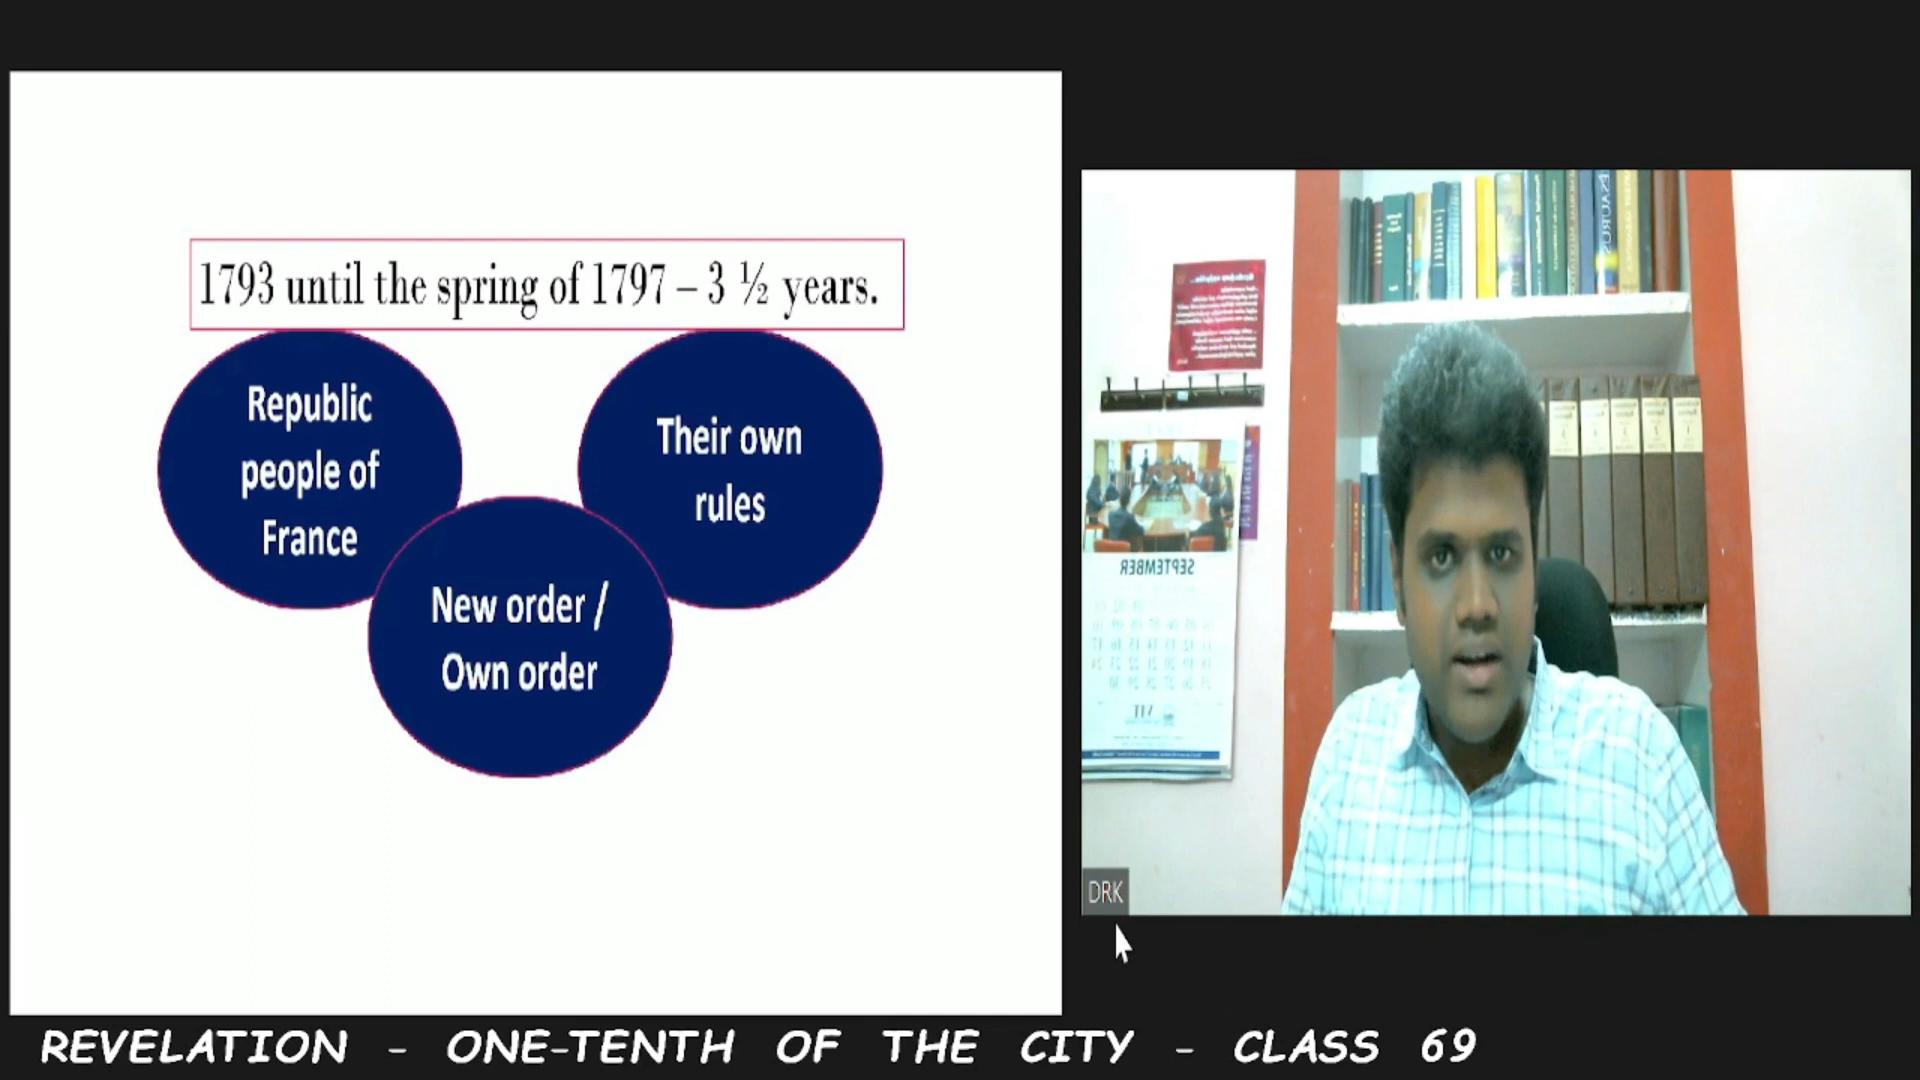 1793 until the spring of 1797 – 3 ½ years.
Republic
people of
France
Their own
rules
New order /
Own order
SEPTEMBER
VIT
DRK
REVELATION - ONE-TENTH OF THE CITY - CLASS 69